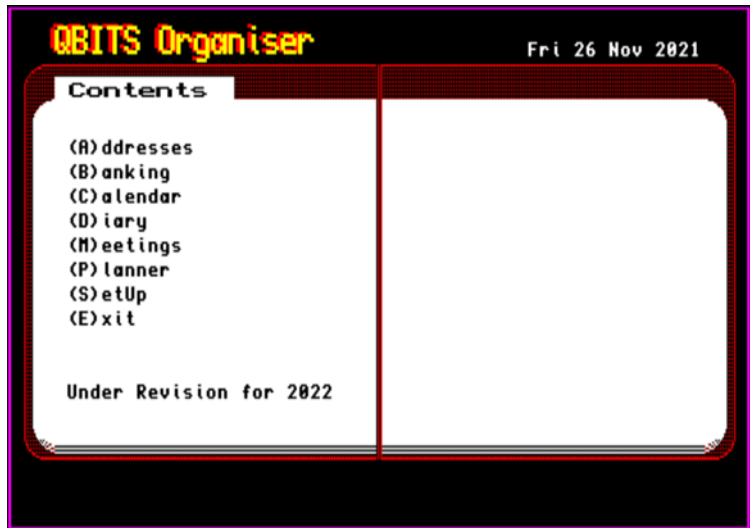 QBITS Organiser
Fri 26 Nov 2021
Contents
(A)ddresses
(B)anking
(C)alendar
(D)iary
(M)eetings
(P)lanner
(S)etUp
(E)xit
Under Revision for 2022